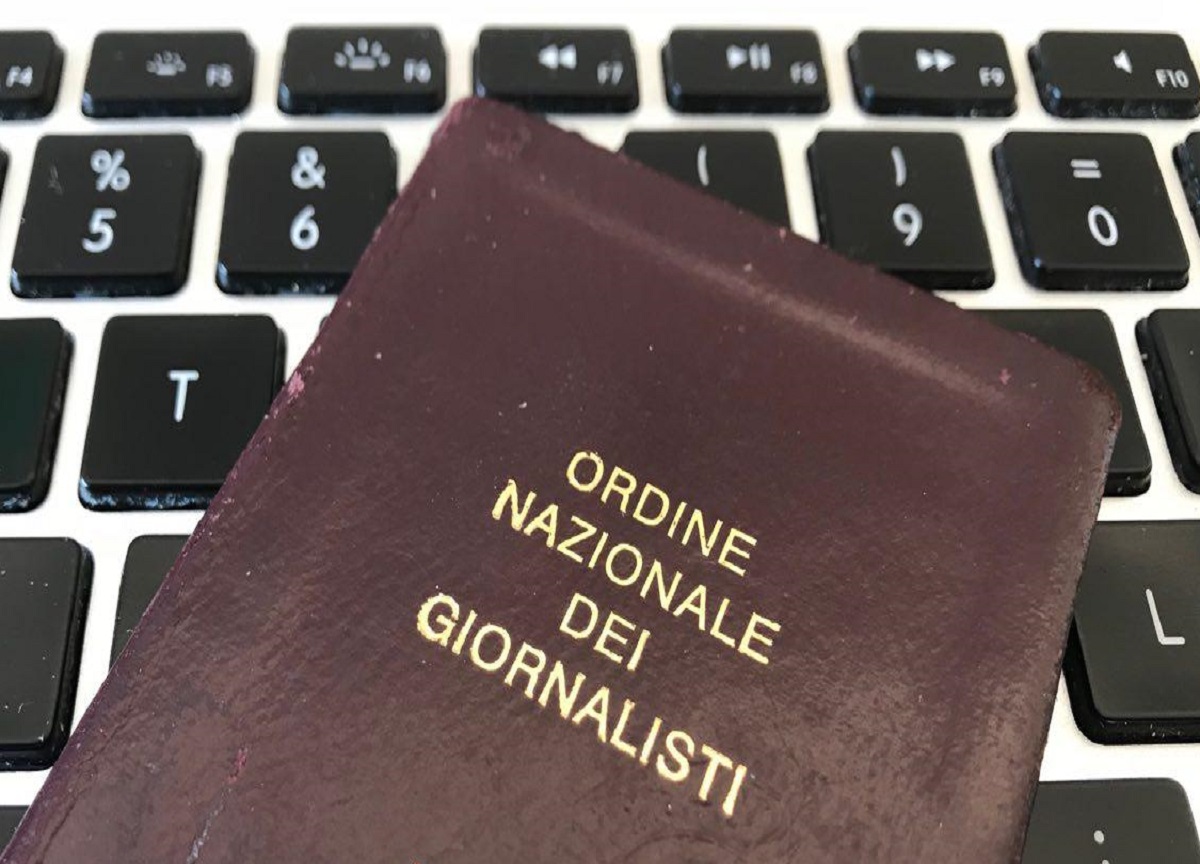 F4 F5 F6 F7 F8 F9 F10
% & ( ) =
5 6 9 0
T
ORDINE
NAZIONALE
DEI
GIORNALISTI
L